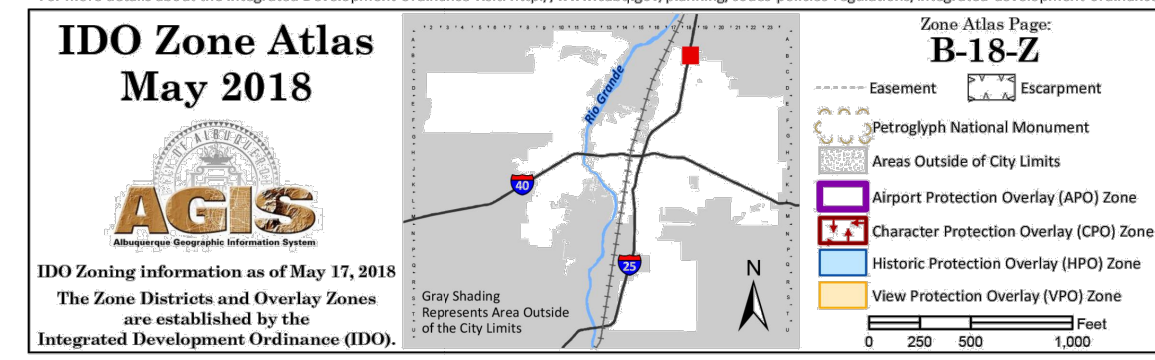 IDO Zone Atlas
May 2018
AGIS
Albuquerque Geographic Information System
IDO Zoning information as of May 17, 2018
The Zone Districts and Overlay Zones
are established by the
Integrated Development Ordinance (IDO).
Rio Grande
40
25
N
Gray Shading
Represents Area Outside
of the City Limits
Zone Atlas Page:
B-18-Z
Easement
Escarpment
Petroglyph National Monument
Areas Outside of City Limits
Airport Protection Overlay (APO) Zone
Character Protection Overlay (CPO) Zone
Historic Protection Overlay (HPO) Zone
View Protection Overlay (VPO) Zone
Feet
0 250 500 1,000